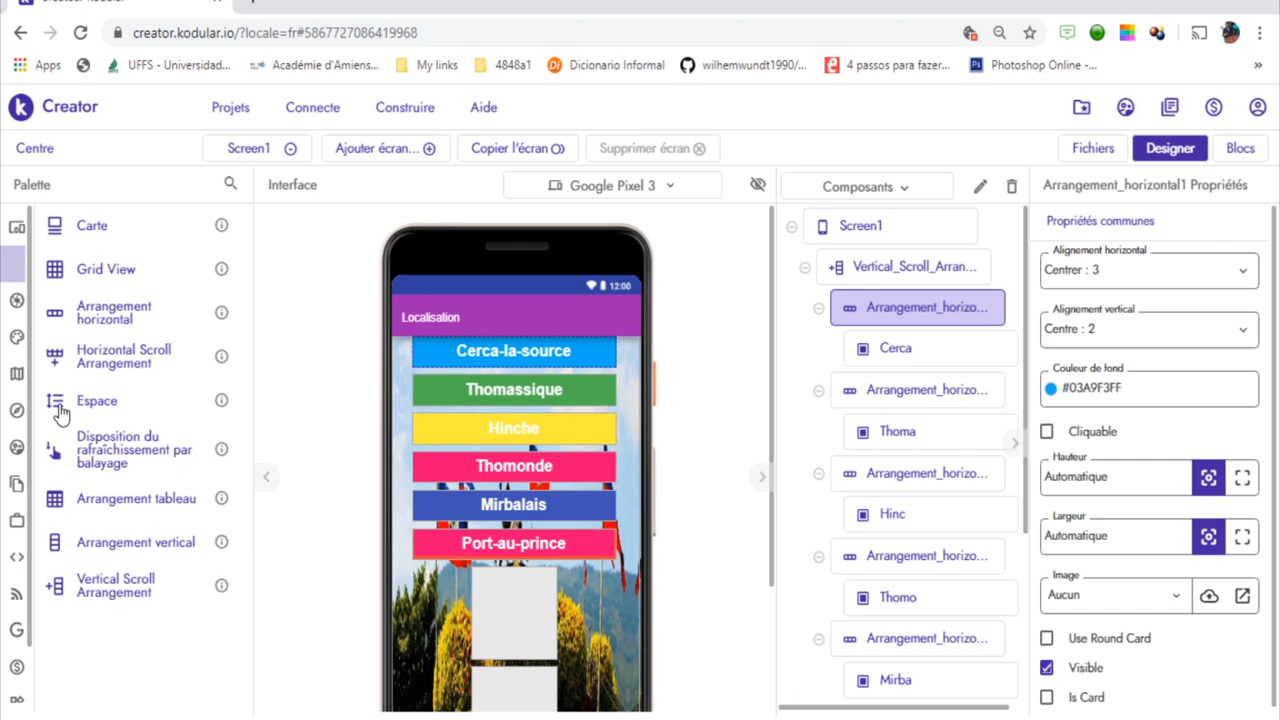 creator.kodular.io/?locale=fr#5867727086419968
Apps
UFFS - Universidad...
Académie d'Amiens...
My links
4848a1
Dicionario Informal
wilhemwundt1990/...
4 passos para fazer...
Photoshop Online -...
»
Creator
Projets
Connecte
Construire
Aide
Centre
Screen1
Ajouter écran...
Copier l'écran
Supprimer écran
Fichiers
Designer
Blocs
Palette
Interface
Google Pixel 3
Composants
Arrangement_horizontal1 Propriétés
Carte
Grid View
Arrangement
horizontal
Horizontal Scroll
Arrangement
Espace
Disposition du
rafraîchissement par
balayage
Arrangement tableau
Arrangement vertical
Vertical Scroll
Arrangement
12:00
Localisation
Cerca-la-source
Thomassique
Hinche
Thomonde
Mirbalais
Port-au-prince
Screen1
Vertical_Scroll_Arran...
Arrangement_horizo...
Cerca
Arrangement_horizo...
Thoma
Arrangement_horizo...
Hinc
Arrangement_horizo...
Thomo
Arrangement_horizo...
Mirba
Propriétés communes
Alignement horizontal
Centrer : 3
Alignement vertical
Centre : 2
Couleur de fond
#03A9F3FF
Cliquable
Hauteur
Automatique
Largeur
Automatique
Image
Aucun
Use Round Card
Visible
Is Card